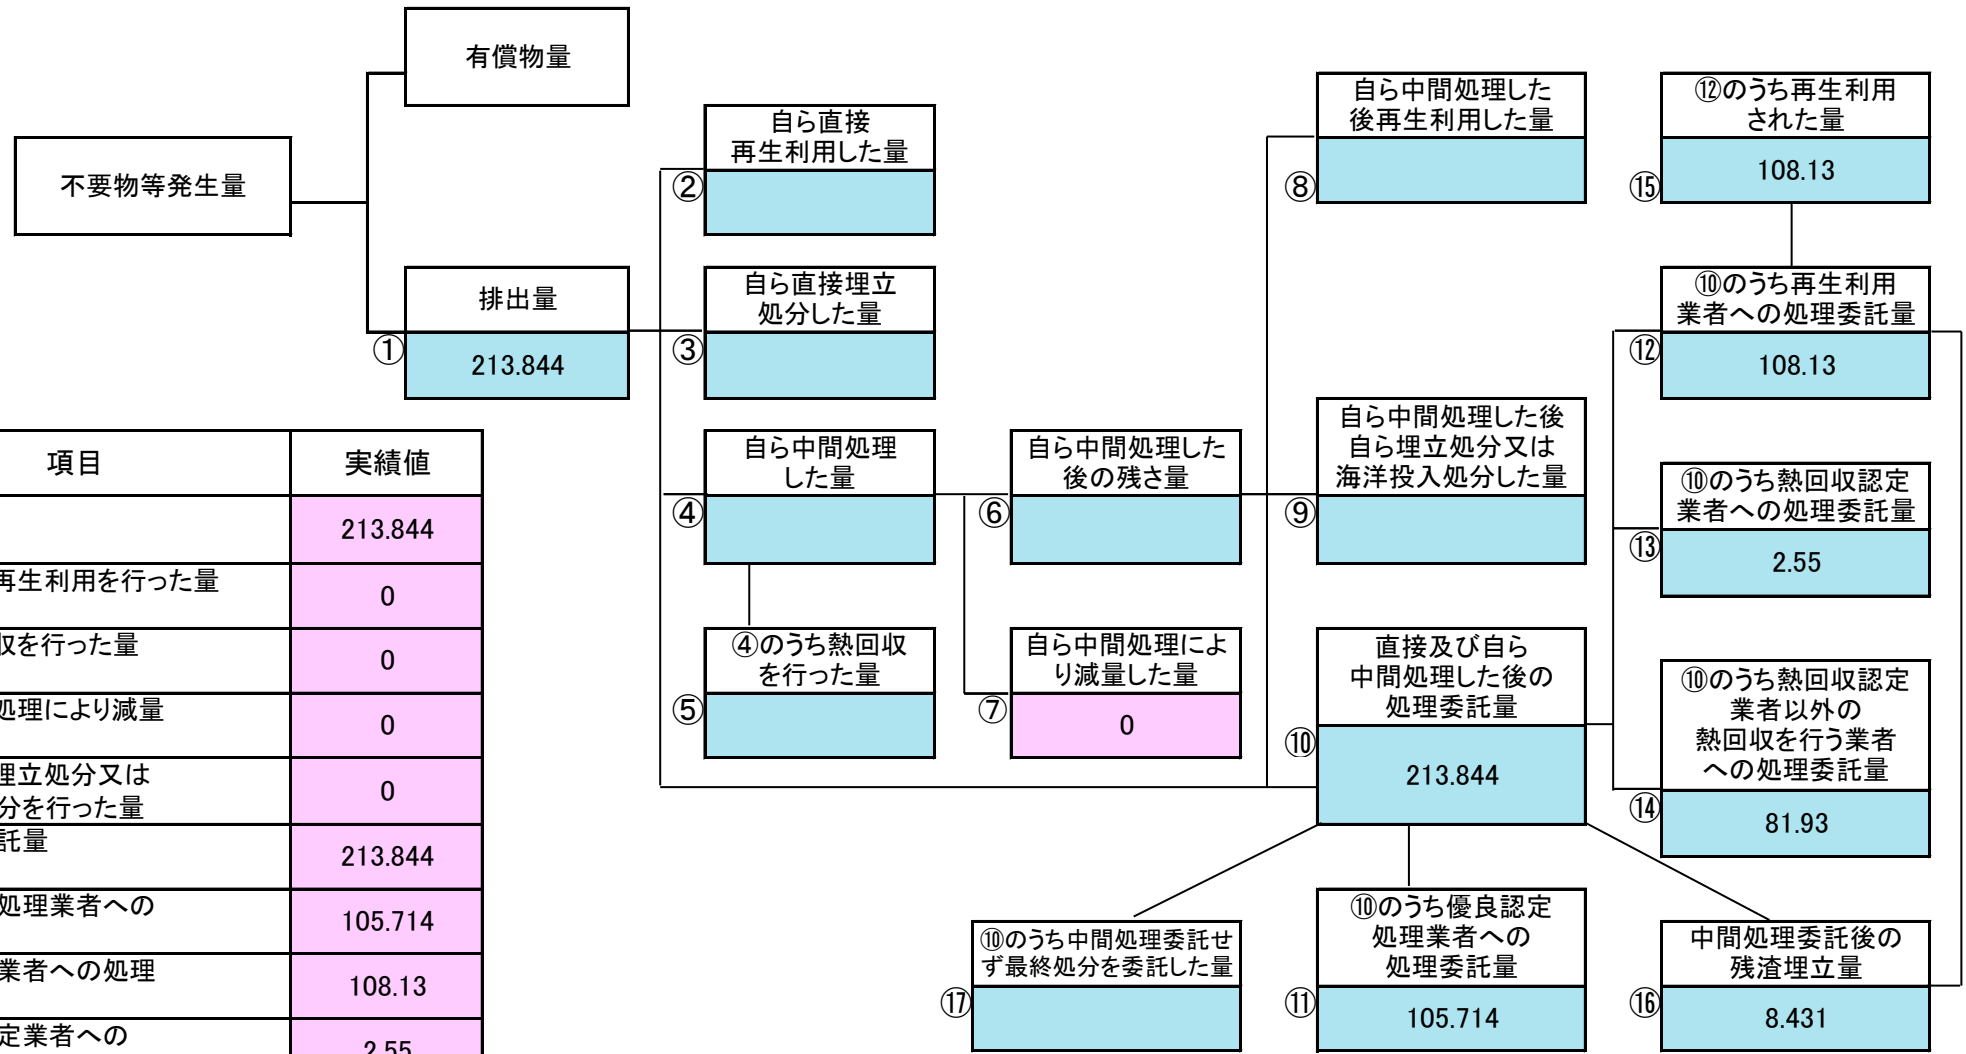 有償物量
不要物等発生量
排出量
①
213.844
自ら直接
再生利用した量
②
自ら直接埋立
処分した量
③
自ら中間処理
した量
④
④のうち熱回収
を行った量
⑤
自ら中間処理した
後の残さ量
⑥
自ら中間処理によ
り減量した量
⑦
0
自ら中間処理した
後再生利用した量
⑧
自ら中間処理した後
自ら埋立処分又は
海洋投入処分した量
⑨
直接及び自ら
中間処理した後の
処理委託量
⑩
213.844
⑫のうち再生利用
された量
⑮
108.13
⑩のうち再生利用
業者への処理委託量
⑫
108.13
⑩のうち熱回収認定
業者への処理委託量
⑬
2.55
⑩のうち熱回収認定
業者以外の
熱回収を行う業者
への処理委託量
⑭
81.93
⑩のうち中間処理委託せ
ず最終処分を委託した量
⑰
⑩のうち優良認定
処理業者への
処理委託量
⑪
105.714
中間処理委託後の
残渣埋立量
⑯
8.431
項目 実績値
213.844
再生利用を行った量 0
収を行った量 0
処理により減量 0
埋立処分又は
分を行った量 0
託量 213.844
処理業者への 105.714
業者への処理 108.13
定業者への 2.55